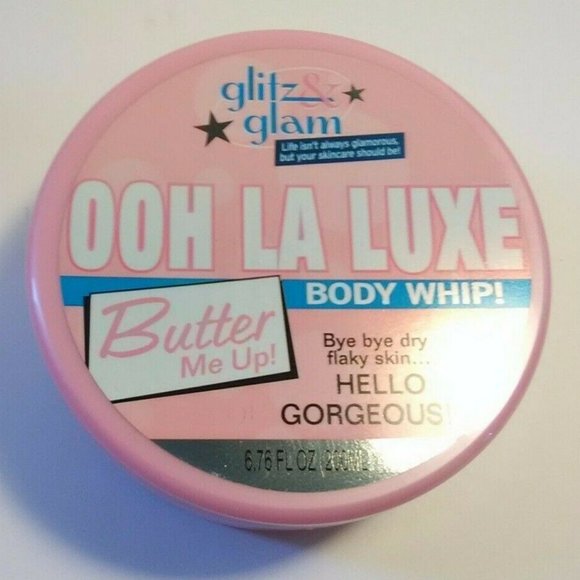 glitz &
glam
Life isn't always glamorous,
but your skincare should be!
OOH LA LUXE
BODY WHIP!
Butter
Me Up!
Bye bye dry
flaky skin...
HELLO
GORGEOUS!
6.76 FL OZ 200ML